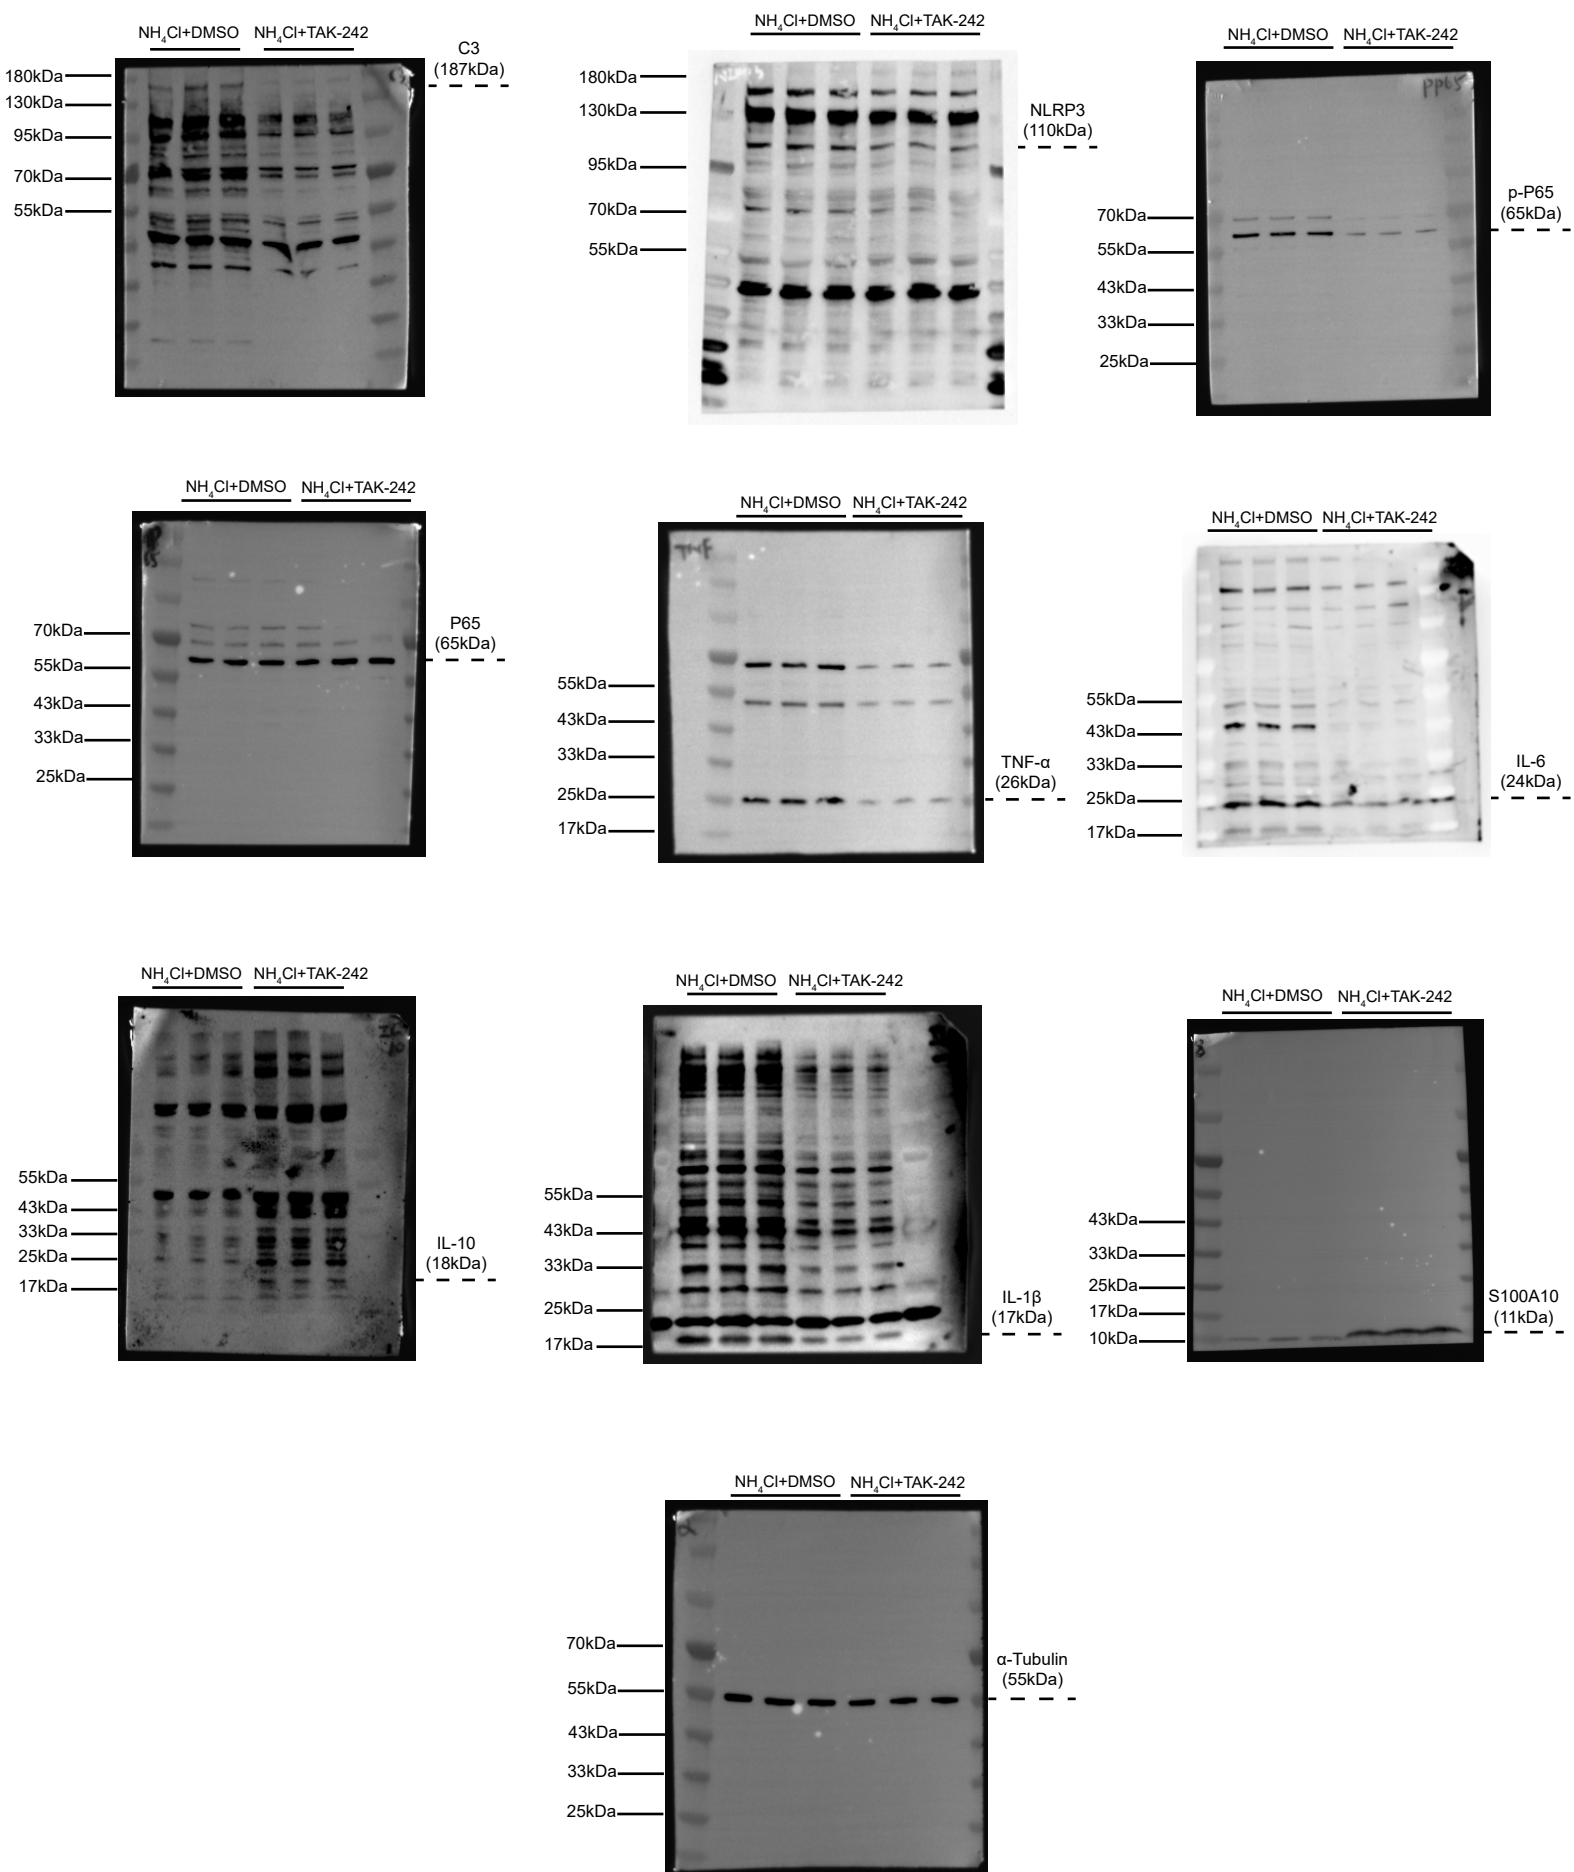 NH₄Cl+DMSO NH₄Cl+TAK-242
C3
(187kDa)
180kDa
130kDa
95kDa
70kDa
55kDa
NH₄Cl+DMSO NH₄Cl+TAK-242
180kDa
130kDa
95kDa
70kDa
55kDa
NLRP3
(110kDa)
NH₄Cl+DMSO NH₄Cl+TAK-242
pp65
70kDa
55kDa
43kDa
33kDa
25kDa
p-P65
(65kDa)
NH₄Cl+DMSO NH₄Cl+TAK-242
70kDa
55kDa
43kDa
33kDa
25kDa
P65
(65kDa)
NH₄Cl+DMSO NH₄Cl+TAK-242
TNF
55kDa
43kDa
33kDa
25kDa
17kDa
TNF-α
(26kDa)
NH₄Cl+DMSO NH₄Cl+TAK-242
55kDa
43kDa
33kDa
25kDa
17kDa
IL-6
(24kDa)
NH₄Cl+DMSO NH₄Cl+TAK-242
55kDa
43kDa
33kDa
25kDa
17kDa
IL-10
(18kDa)
NH₄Cl+DMSO NH₄Cl+TAK-242
55kDa
43kDa
33kDa
25kDa
17kDa
IL-1β
(17kDa)
NH₄Cl+DMSO NH₄Cl+TAK-242
43kDa
33kDa
25kDa
17kDa
10kDa
S100A10
(11kDa)
NH₄Cl+DMSO NH₄Cl+TAK-242
70kDa
55kDa
43kDa
33kDa
25kDa
α-Tubulin
(55kDa)